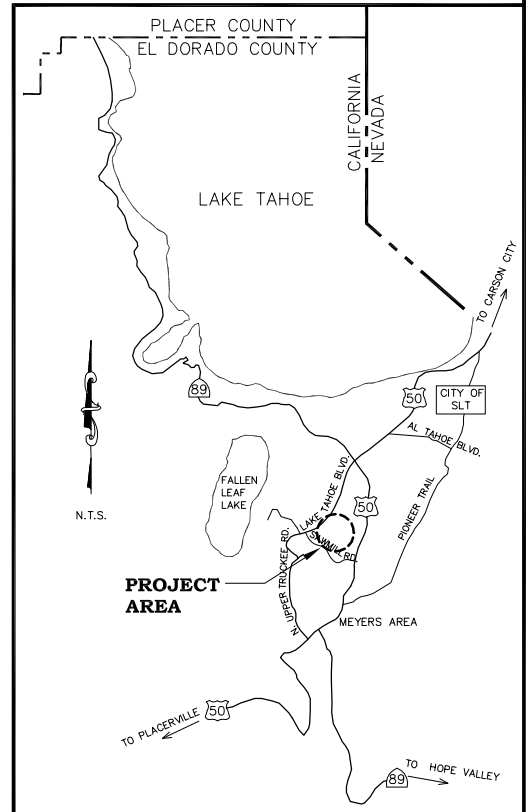 PLACER COUNTY
EL DORADO COUNTY
CALIFORNIA
NEVADA
LAKE TAHOE
TO CARSON CITY
89
50
CITY OF
SLT
AL TAHOE BLVD.
FALLEN
LEAF
LAKE
LAKE TAHOE BLVD.
50
PIONEER TRAIL
N.T.S.
SAWMILL RD.
PROJECT
AREA
N. UPPER TRUCKEE RD.
MEYERS AREA
TO PLACERVILLE
50
TO HOPE VALLEY
89